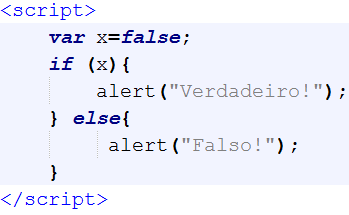 <script>
var x=false;
if (x){
alert("Verdadeiro!");
} else{
alert("Falso!");
}
</script>